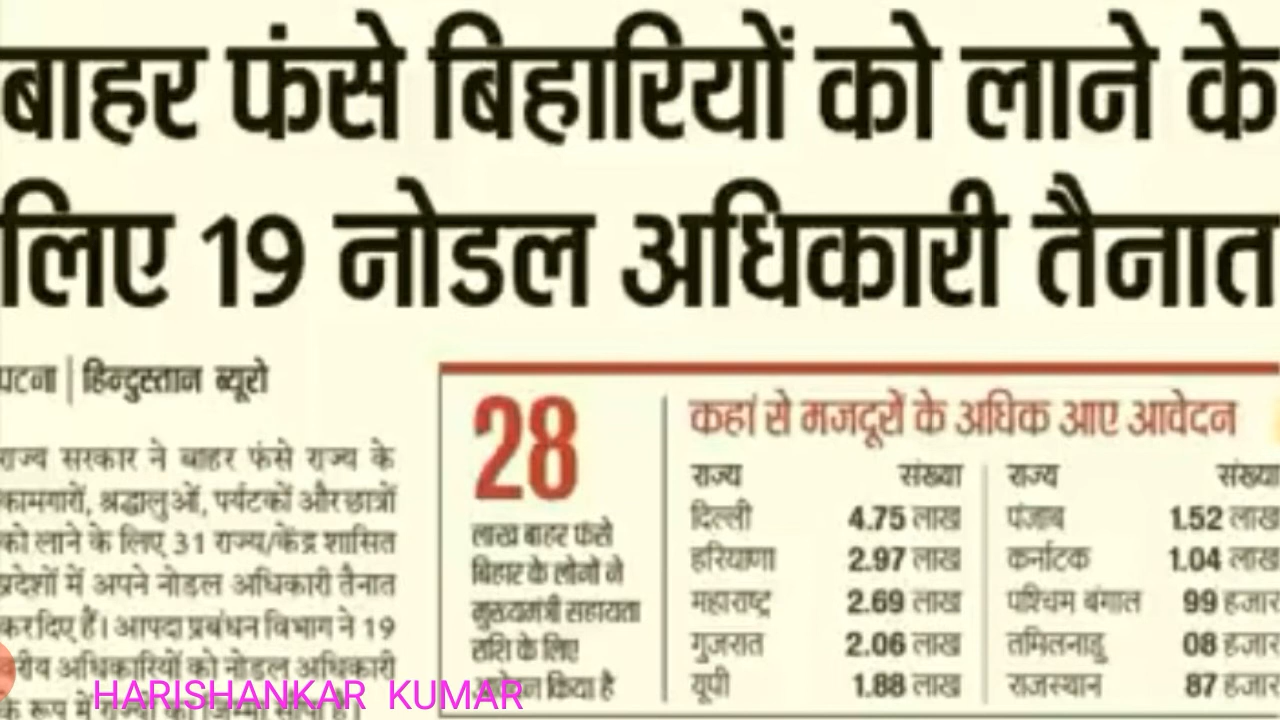 बाहर फंसे बिहारियों को लाने के
लिए 19 नोडल अधिकारी तैनात
पटना | हिन्दुस्तान ब्यूरो
राज्य सरकार ने बाहर फंसे राज्य के
कामगारों, श्रद्धालुओं, पर्यटकों और छात्रों
को लाने के लिए 31 राज्य/केंद्र शासित
प्रदेशों में अपने नोडल अधिकारी तैनात
कर दिए हैं। आपदा प्रबंधन विभाग ने 19
वरीय अधिकारियों को नोडल अधिकारी
के रूप में
28
लाख बाहर फंसे
बिहार के लोगों ने
मुख्यमंत्री सहायता
राशि के लिए
किया है
कहां से मजदूरों के अधिक आए आवेदन
राज्य संख्या
दिल्ली 4.75 लाख
हरियाणा 2.97 लाख
महाराष्ट्र 2.69 लाख
गुजरात 2.06 लाख
यूपी 1.88 लाख
राज्य संख्या
पंजाब 1.52 लाख
कर्नाटक 1.04 लाख
पश्चिम बंगाल 99 हजार
तमिलनाडु 08 हजार
राजस्थान 87 हजार
HARISHANKAR KUMAR